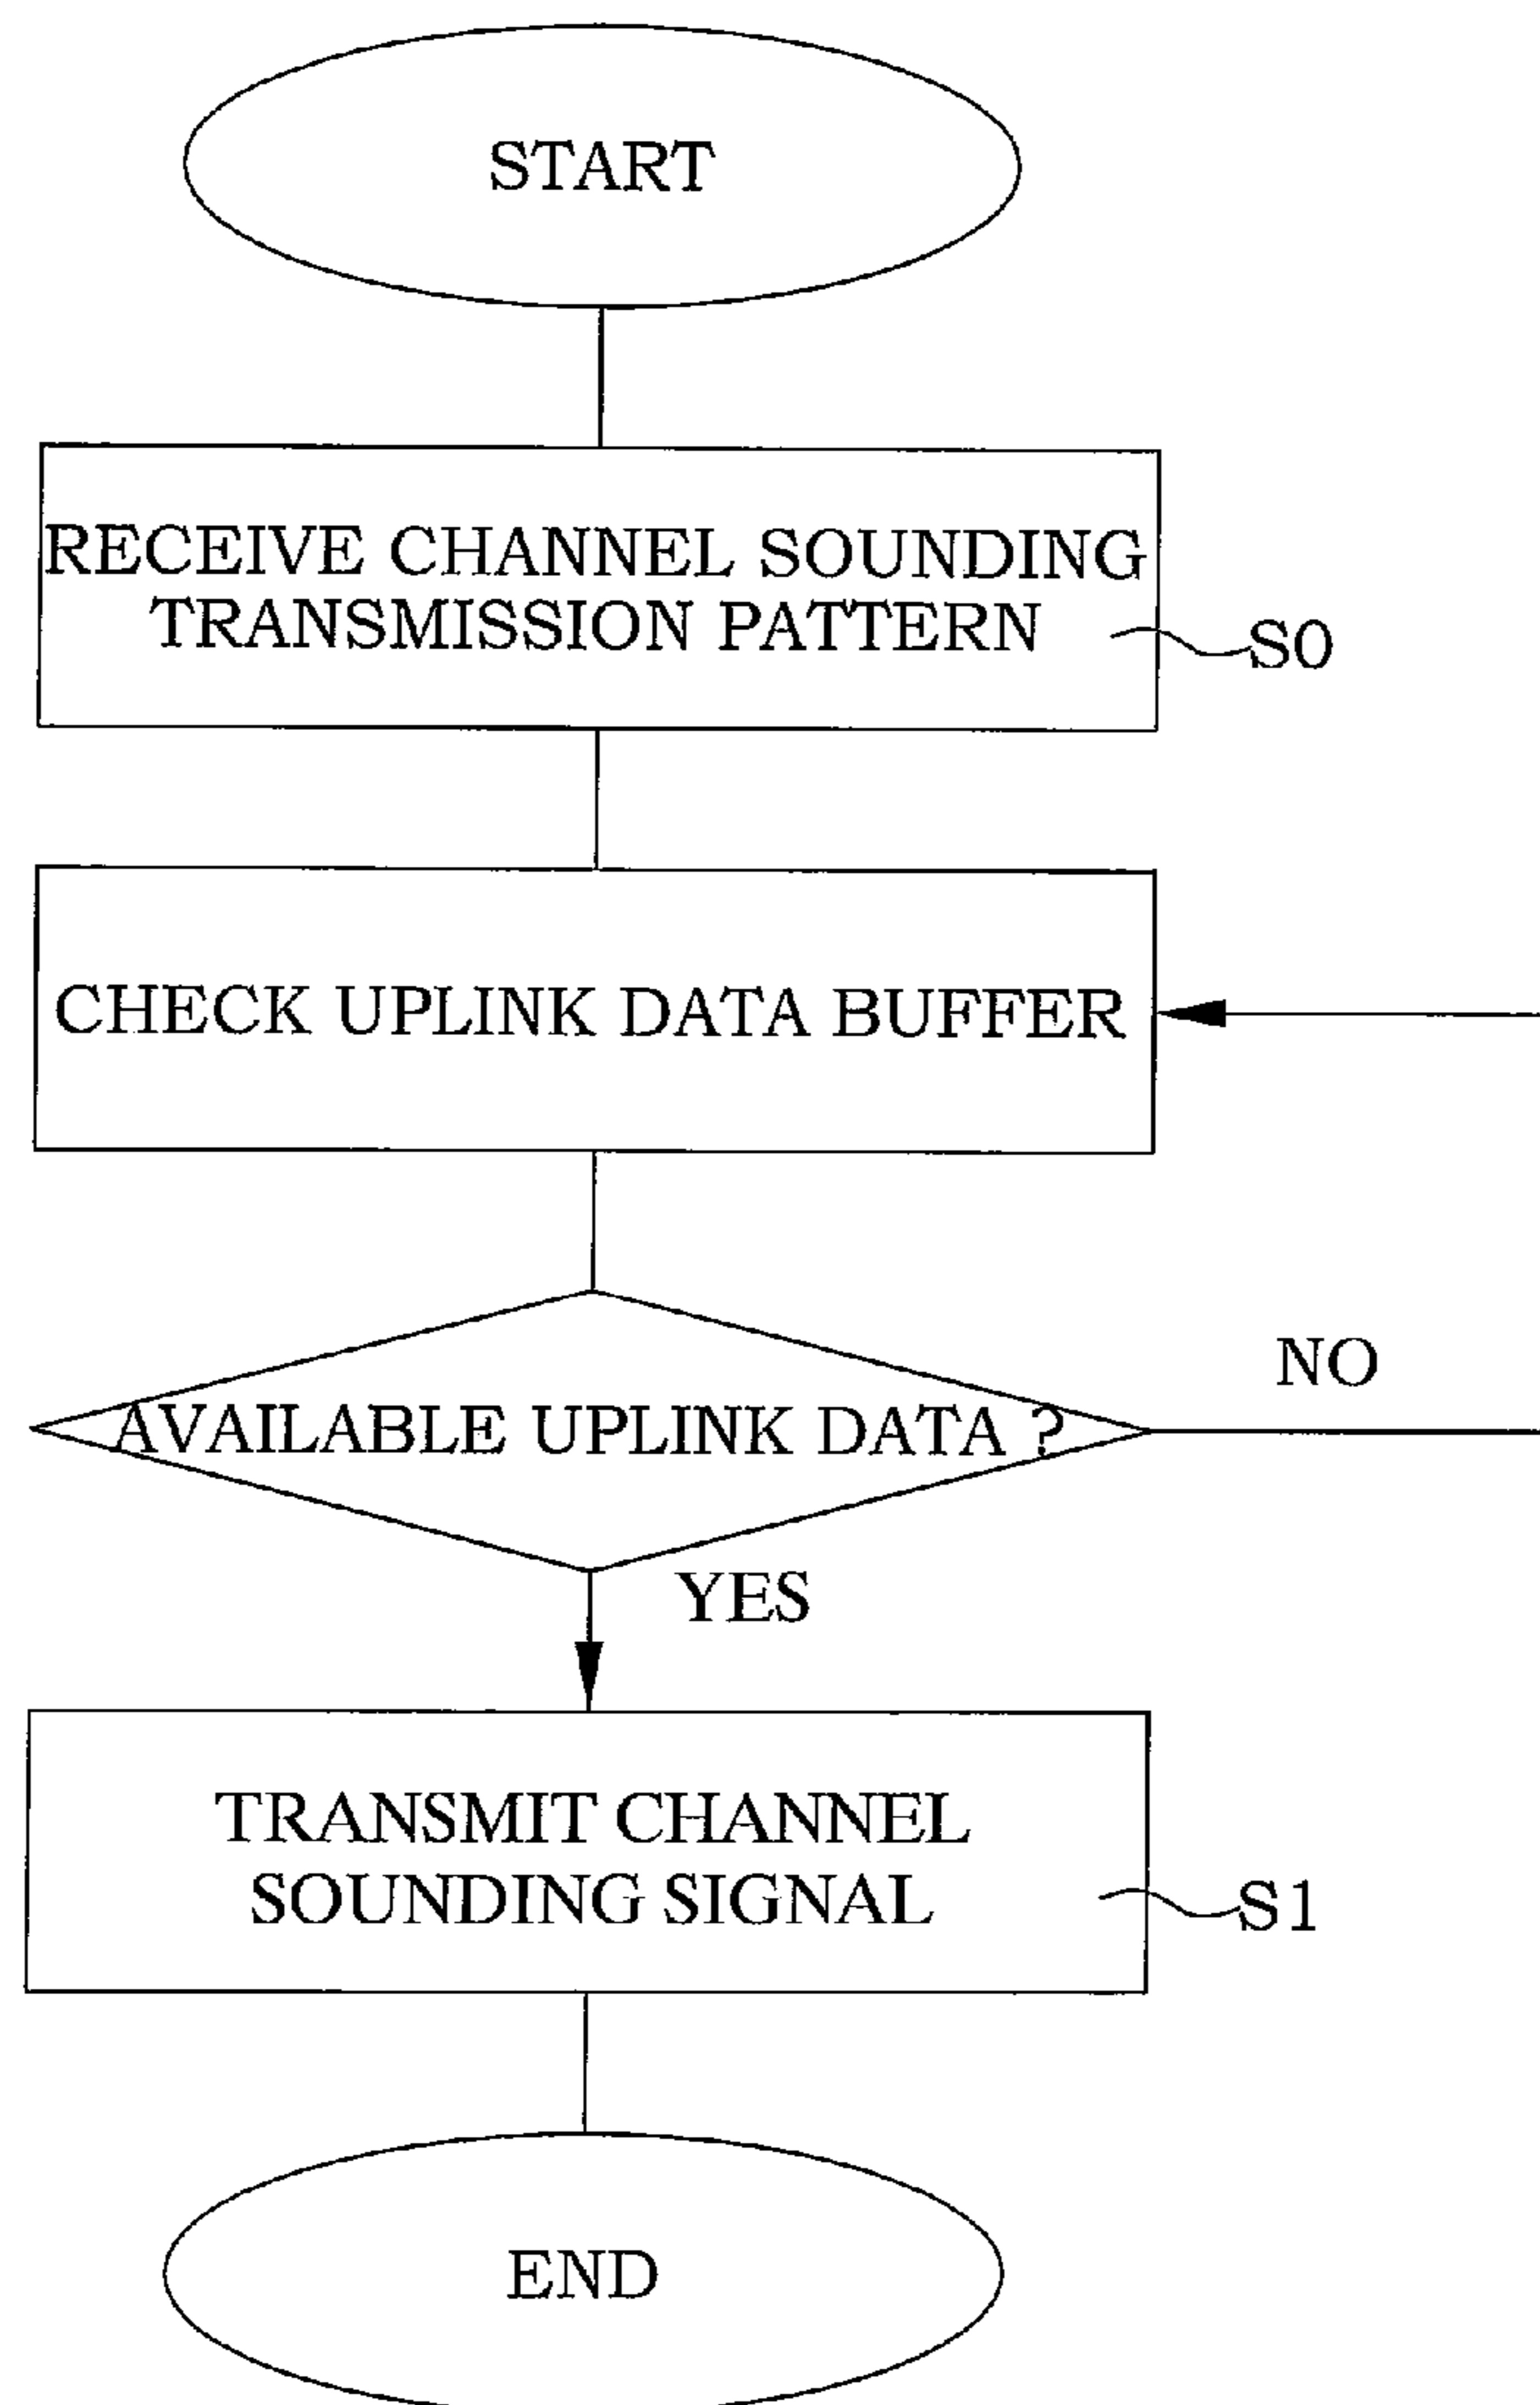 START
RECEIVE CHANNEL SOUNDING
TRANSMISSION PATTERN
S0
CHECK UPLINK DATA BUFFER
AVAILABLE UPLINK DATA ?
NO
YES
TRANSMIT CHANNEL
SOUNDING SIGNAL
S1
END